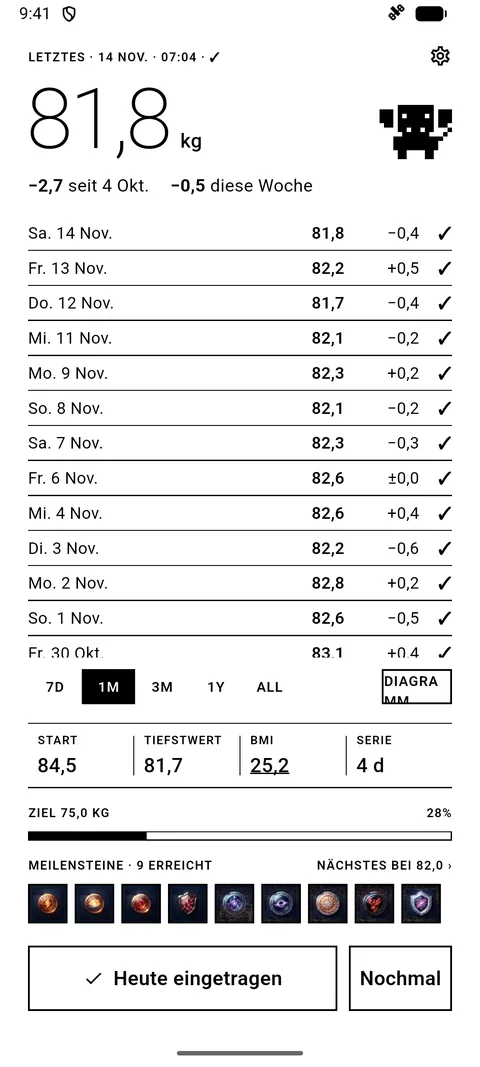 9:41
LETZTES · 14 NOV. · 07:04 · ✓
81,8 kg
−2,7 seit 4 Okt. −0,5 diese Woche
Sa. 14 Nov. 81,8 −0,4 ✓
Fr. 13 Nov. 82,2 +0,5 ✓
Do. 12 Nov. 81,7 −0,4 ✓
Mi. 11 Nov. 82,1 −0,2 ✓
Mo. 9 Nov. 82,3 +0,2 ✓
So. 8 Nov. 82,1 −0,2 ✓
Sa. 7 Nov. 82,3 −0,3 ✓
Fr. 6 Nov. 82,6 ±0,0 ✓
Mi. 4 Nov. 82,6 +0,4 ✓
Di. 3 Nov. 82,2 −0,6 ✓
Mo. 2 Nov. 82,8 +0,2 ✓
So. 1 Nov. 82,6 −0,5 ✓
Fr. 30 Okt. 83,1 +0,4 ✓
7D 1M 3M 1Y ALL DIAGRA
MM
START TIEFSTWERT BMI SERIE
84,5 81,7 25,2 4 d
ZIEL 75,0 KG 28%
MEILENSTEINE · 9 ERREICHT NÄCHSTES BEI 82,0 ›
✓ Heute eingetragen Nochmal